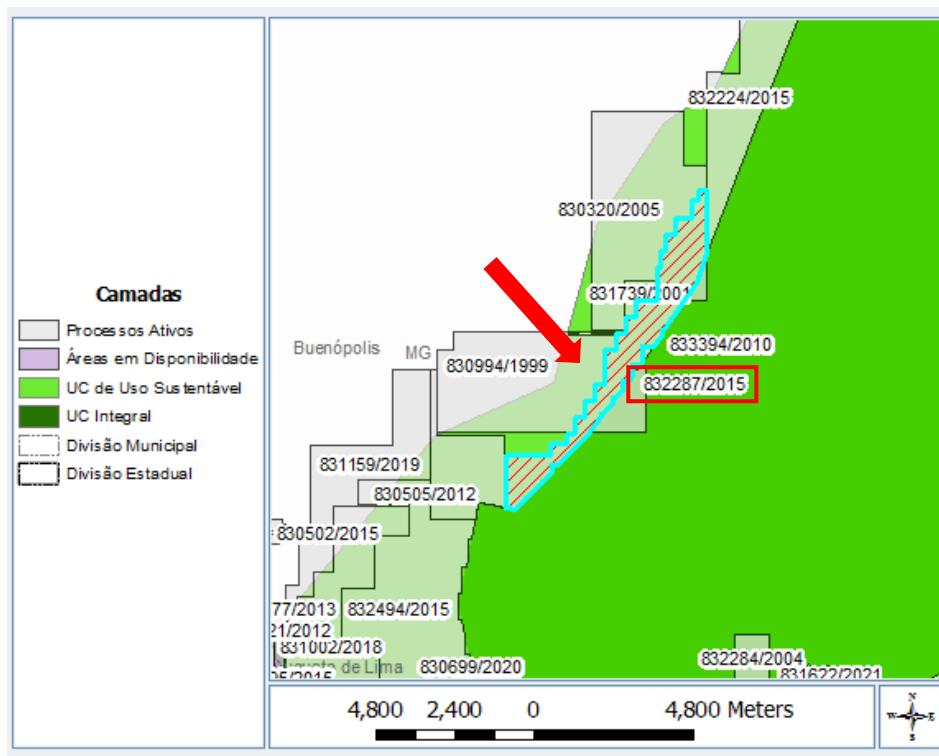 Camadas
Processos Ativos
Áreas em Disponibilidade
UC de Uso Sustentável
UC Integral
Divisão Municipal
Divisão Estadual
832224/2015
830320/2005
831739/2001
Buenópolis
MG
833394/2010
830994/1999
832287/2015
831159/2019
830505/2012
830502/2015
77/2013
832494/2015
21/2012
831002/2018
de Lima
830699/2020
832284/2004
831622/2021
4,800 2,400 0 4,800 Meters
N
W
E
S